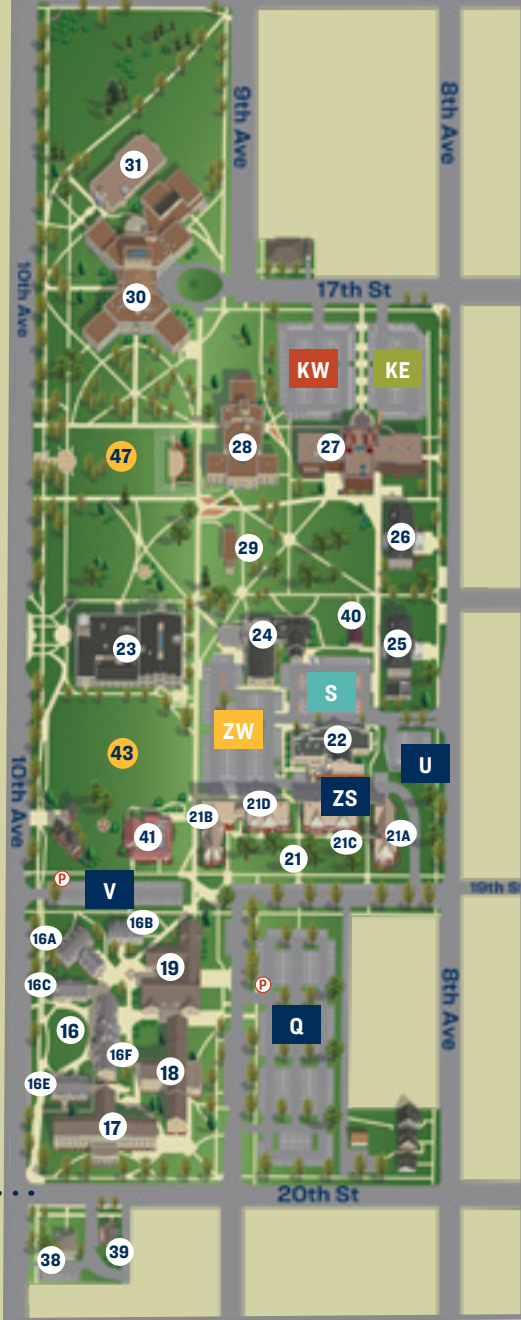 9th Ave
8th Ave
31
10th Ave
30
17th St
KW
KE
28
27
47
26
29
40
24
23
25
S
ZW
22
43
U
ZS
21D
21B
21A
41
21C
21
P
V
19th S
16B
16A
19
16C
P
8th Ave
Q
16
16F
18
16E
17
20th St
39
38
10th Ave